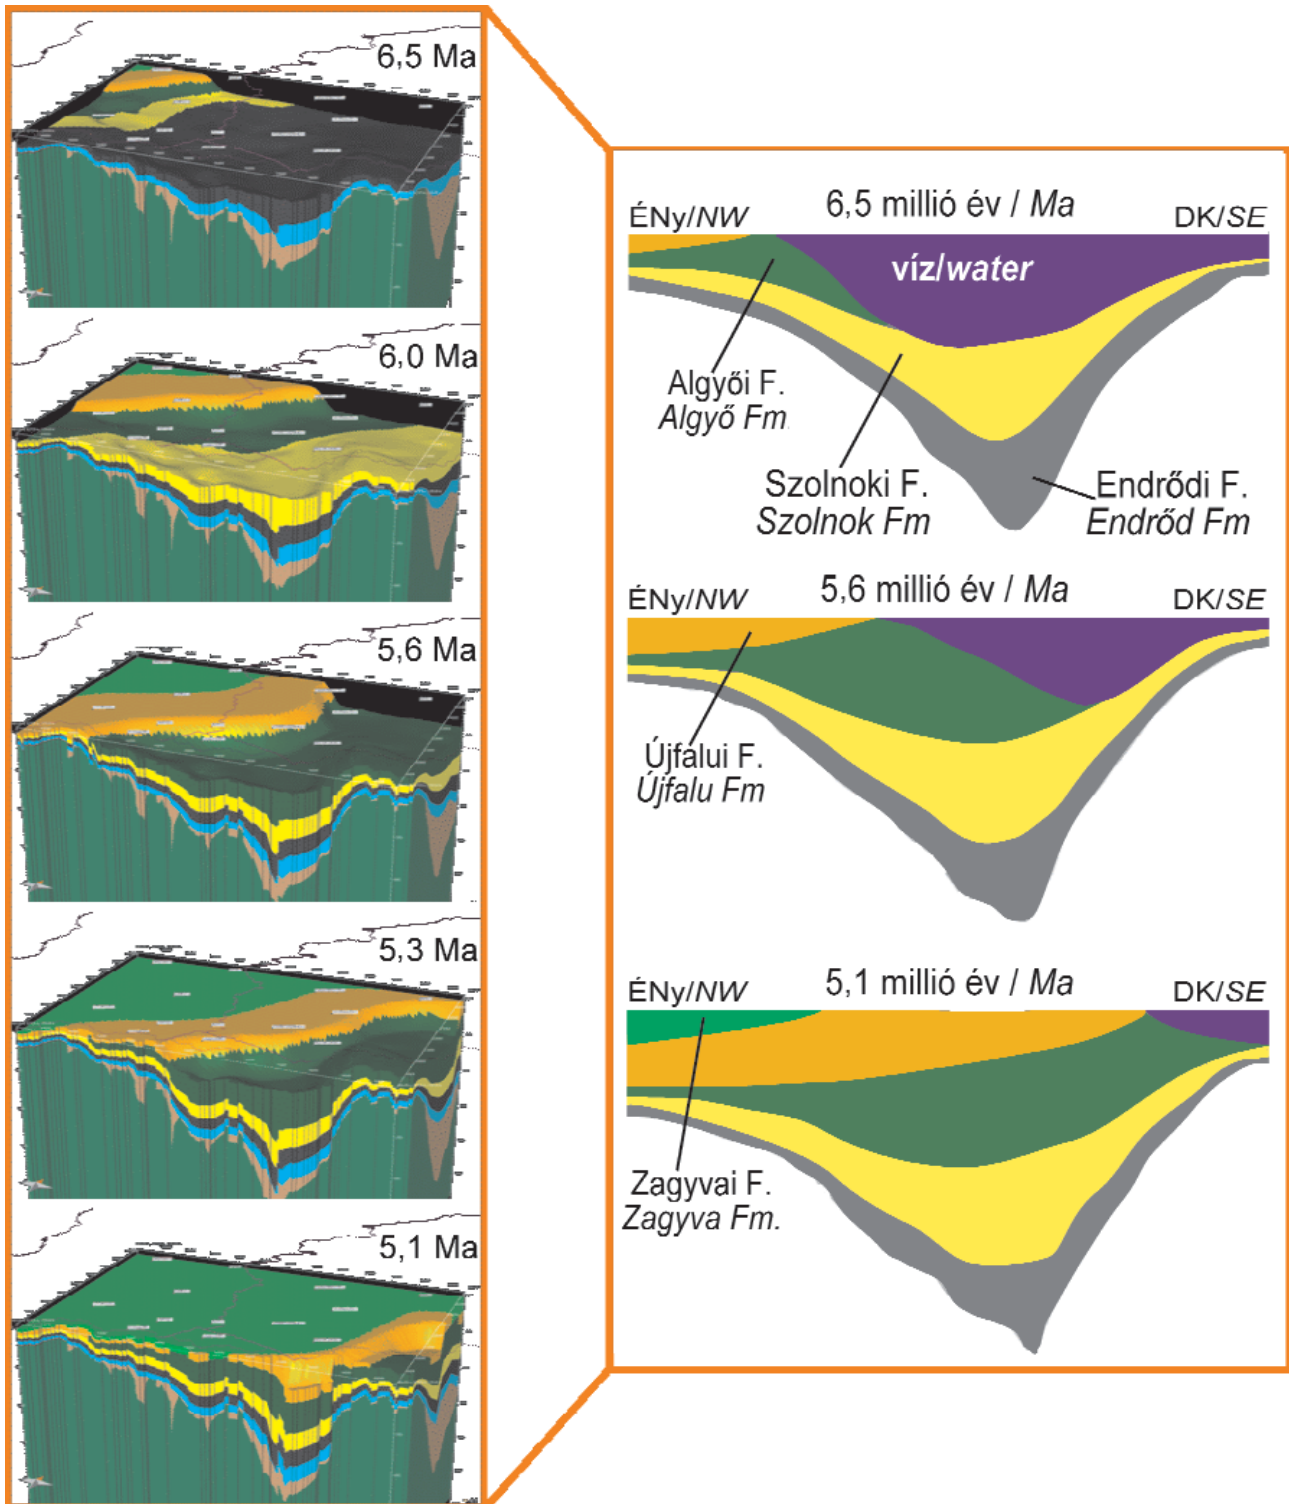 6,5 Ma
6,0 Ma
5,6 Ma
5,3 Ma
5,1 Ma
6,5 millió év / Ma
ÉNy/NW
DK/SE
víz/water
Algyői F.
Algyő Fm.
Szolnoki F.
Szolnok Fm
Endrődi F.
Endrőd Fm
5,6 millió év / Ma
ÉNy/NW
DK/SE
Újfalui F.
Újfalu Fm
5,1 millió év / Ma
ÉNy/NW
DK/SE
Zagyvai F.
Zagyva Fm.